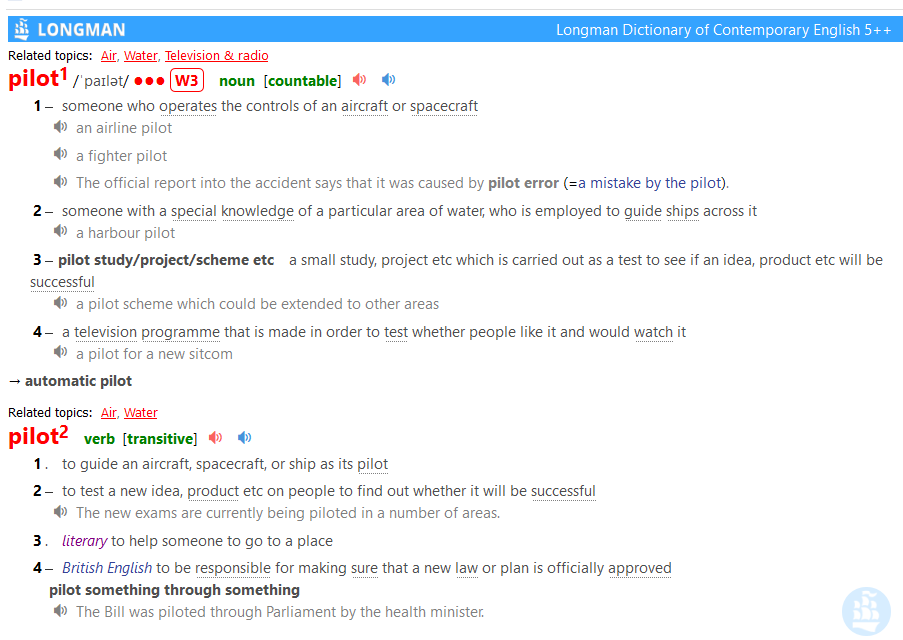 LONGMAN Longman Dictionary of Contemporary English 5++
Related topics: Air, Water, Television & radio
pilot1 /ˈpaɪlət/ ●●● W3 noun [countable]
1 – someone who operates the controls of an aircraft or spacecraft
an airline pilot
a fighter pilot
The official report into the accident says that it was caused by pilot error (=a mistake by the pilot).
2 – someone with a special knowledge of a particular area of water, who is employed to guide ships across it
a harbour pilot
3 – pilot study/project/scheme etc a small study, project etc which is carried out as a test to see if an idea, product etc will be
successful
a pilot scheme which could be extended to other areas
4 – a television programme that is made in order to test whether people like it and would watch it
a pilot for a new sitcom
→ automatic pilot
Related topics: Air, Water
pilot2 verb [transitive]
1 . to guide an aircraft, spacecraft, or ship as its pilot
2 – to test a new idea, product etc on people to find out whether it will be successful
The new exams are currently being piloted in a number of areas.
3 . literary to help someone to go to a place
4 – British English to be responsible for making sure that a new law or plan is officially approved
pilot something through something
The Bill was piloted through Parliament by the health minister.